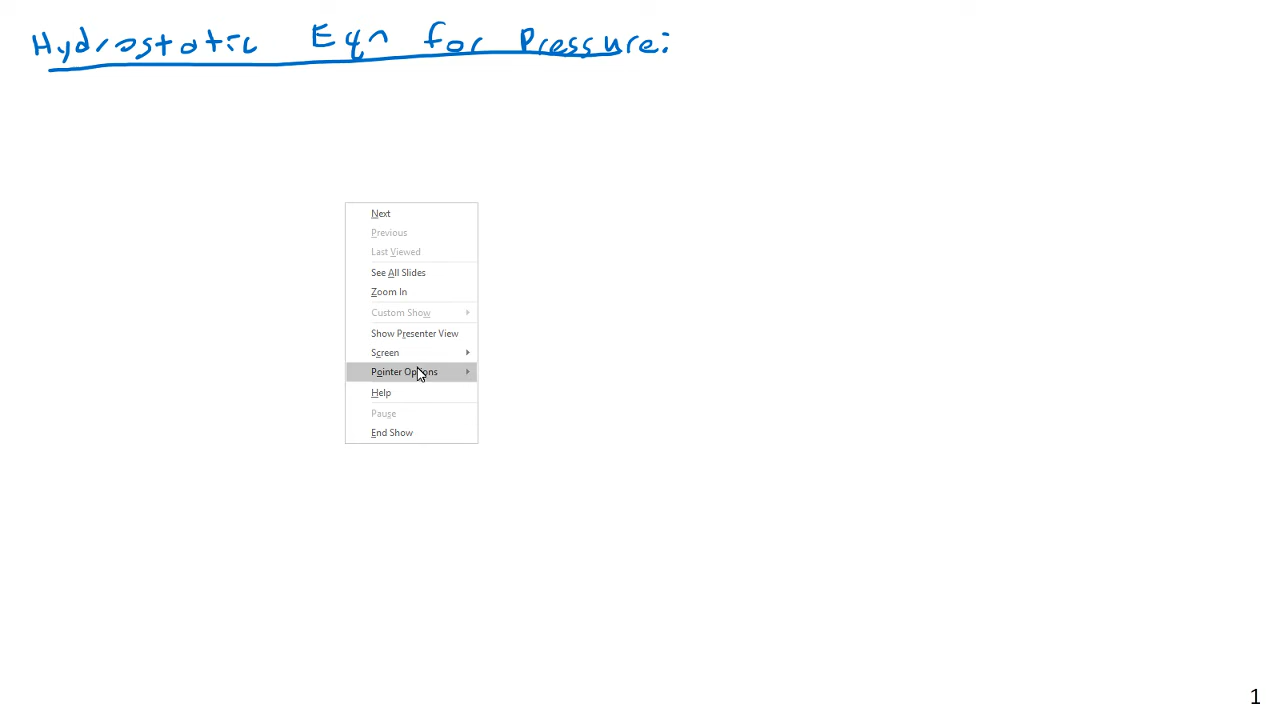 Hydrostatic Eqn for Pressure:
Next
Previous
Last Viewed
See All Slides
Zoom In
Custom Show
Show Presenter View
Screen
Pointer Options
Help
Pause
End Show
1